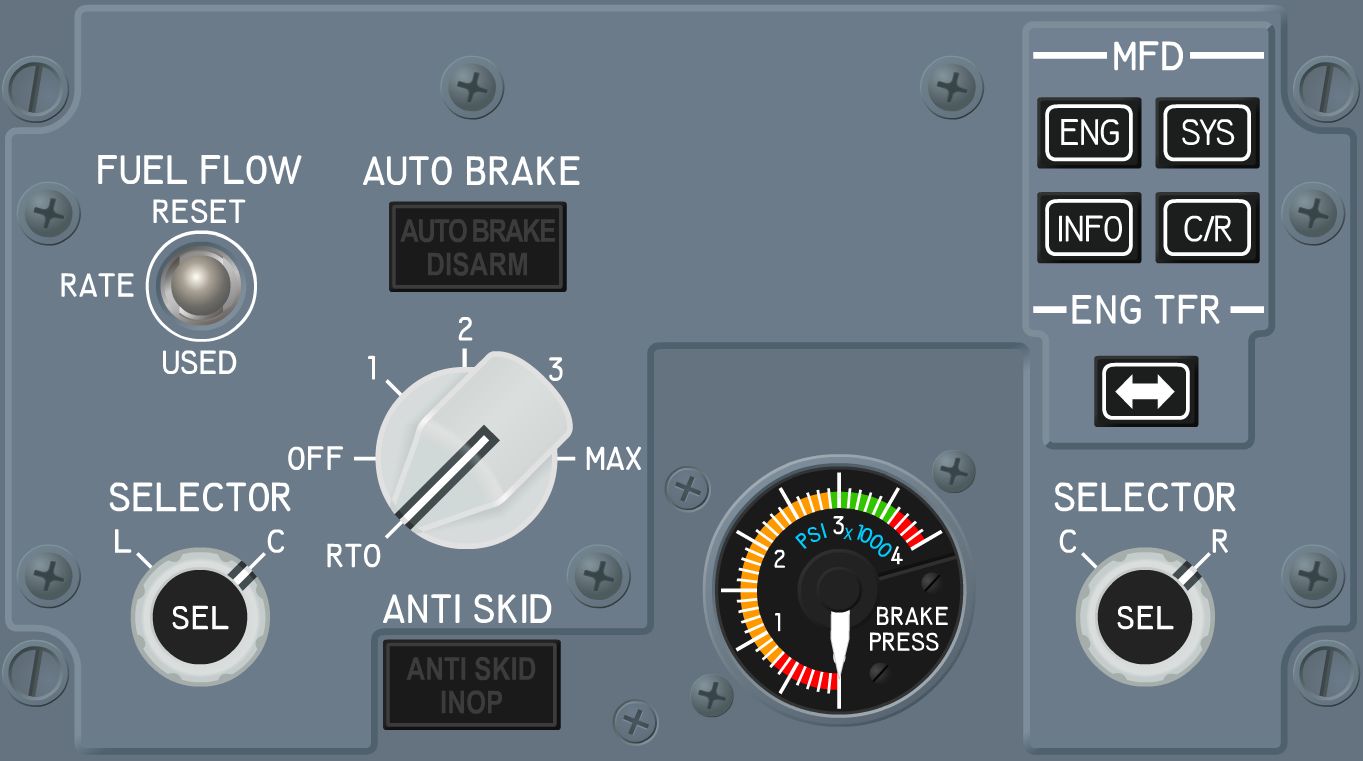 FUEL FLOW
RESET
RATE
USED
AUTO BRAKE
AUTO BRAKE
DISARM
1
2
3
OFF
MAX
RTO
SELECTOR
L
C
SEL
ANTI SKID
ANTI SKID
INOP
PSI x1000
1
2
3
4
BRAKE
PRESS
MFD
ENG
SYS
INFO
C/R
ENG TFR
SELECTOR
C
R
SEL